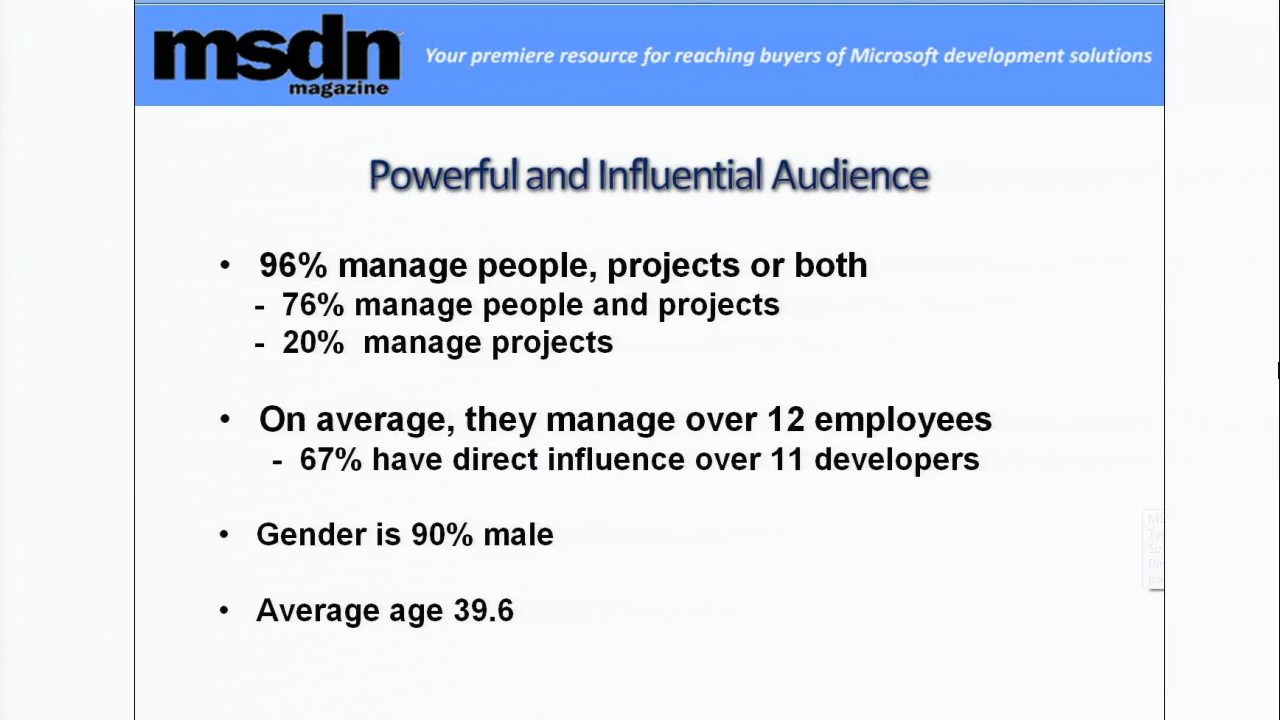 msdn
magazine
Your premiere resource for reaching buyers of Microsoft development solutions
Powerful and Influential Audience
• 96% manage people, projects or both
- 76% manage people and projects
- 20% manage projects
• On average, they manage over 12 employees
- 67% have direct influence over 11 developers
• Gender is 90% male
• Average age 39.6